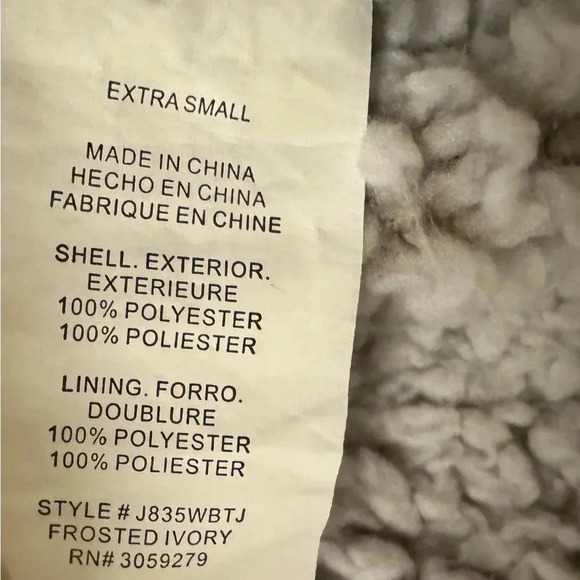 EXTRA SMALL
MADE IN CHINA
HECHO EN CHINA
FABRIQUE EN CHINE
SHELL. EXTERIOR.
EXTERIEURE
100% POLYESTER
100% POLIESTER
LINING. FORRO.
DOUBLURE
100% POLYESTER
100% POLIESTER
STYLE # J835WBTJ
FROSTED IVORY
RN# 3059279